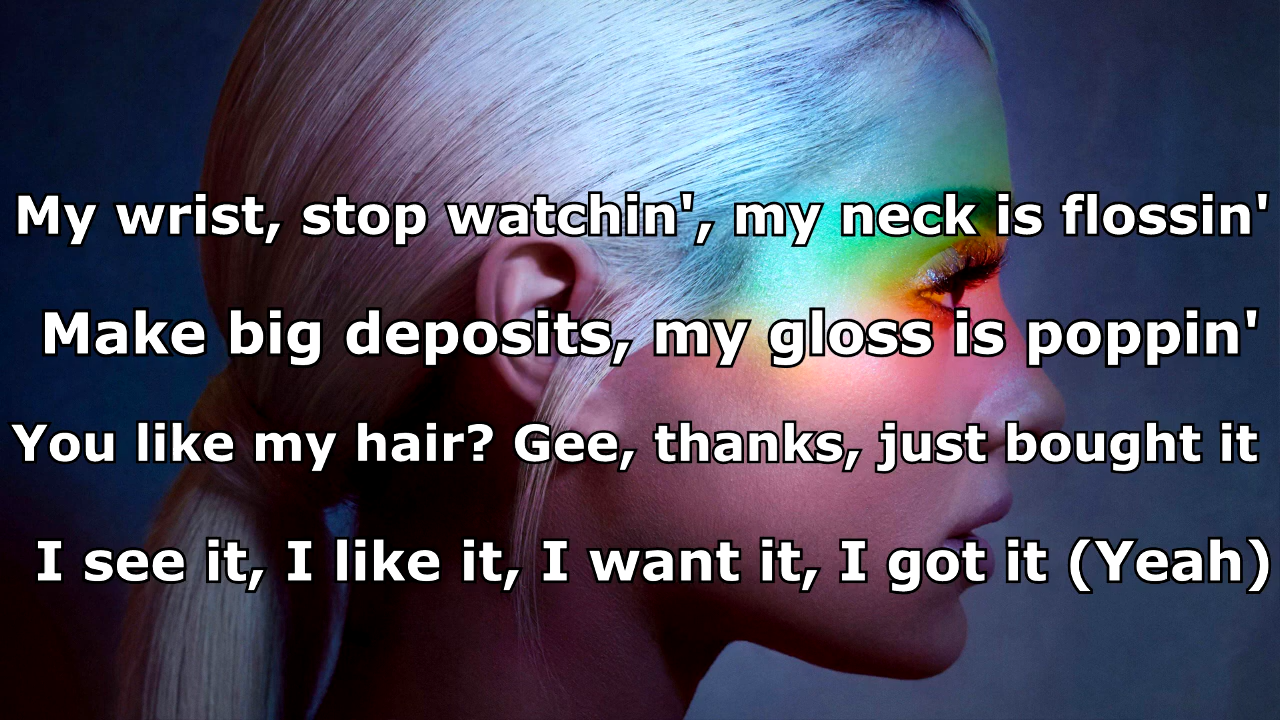 My wrist, stop watchin', my neck is flossin'
Make big deposits, my gloss is poppin'
You like my hair? Gee, thanks, just bought it
I see it, I like it, I want it, I got it (Yeah)